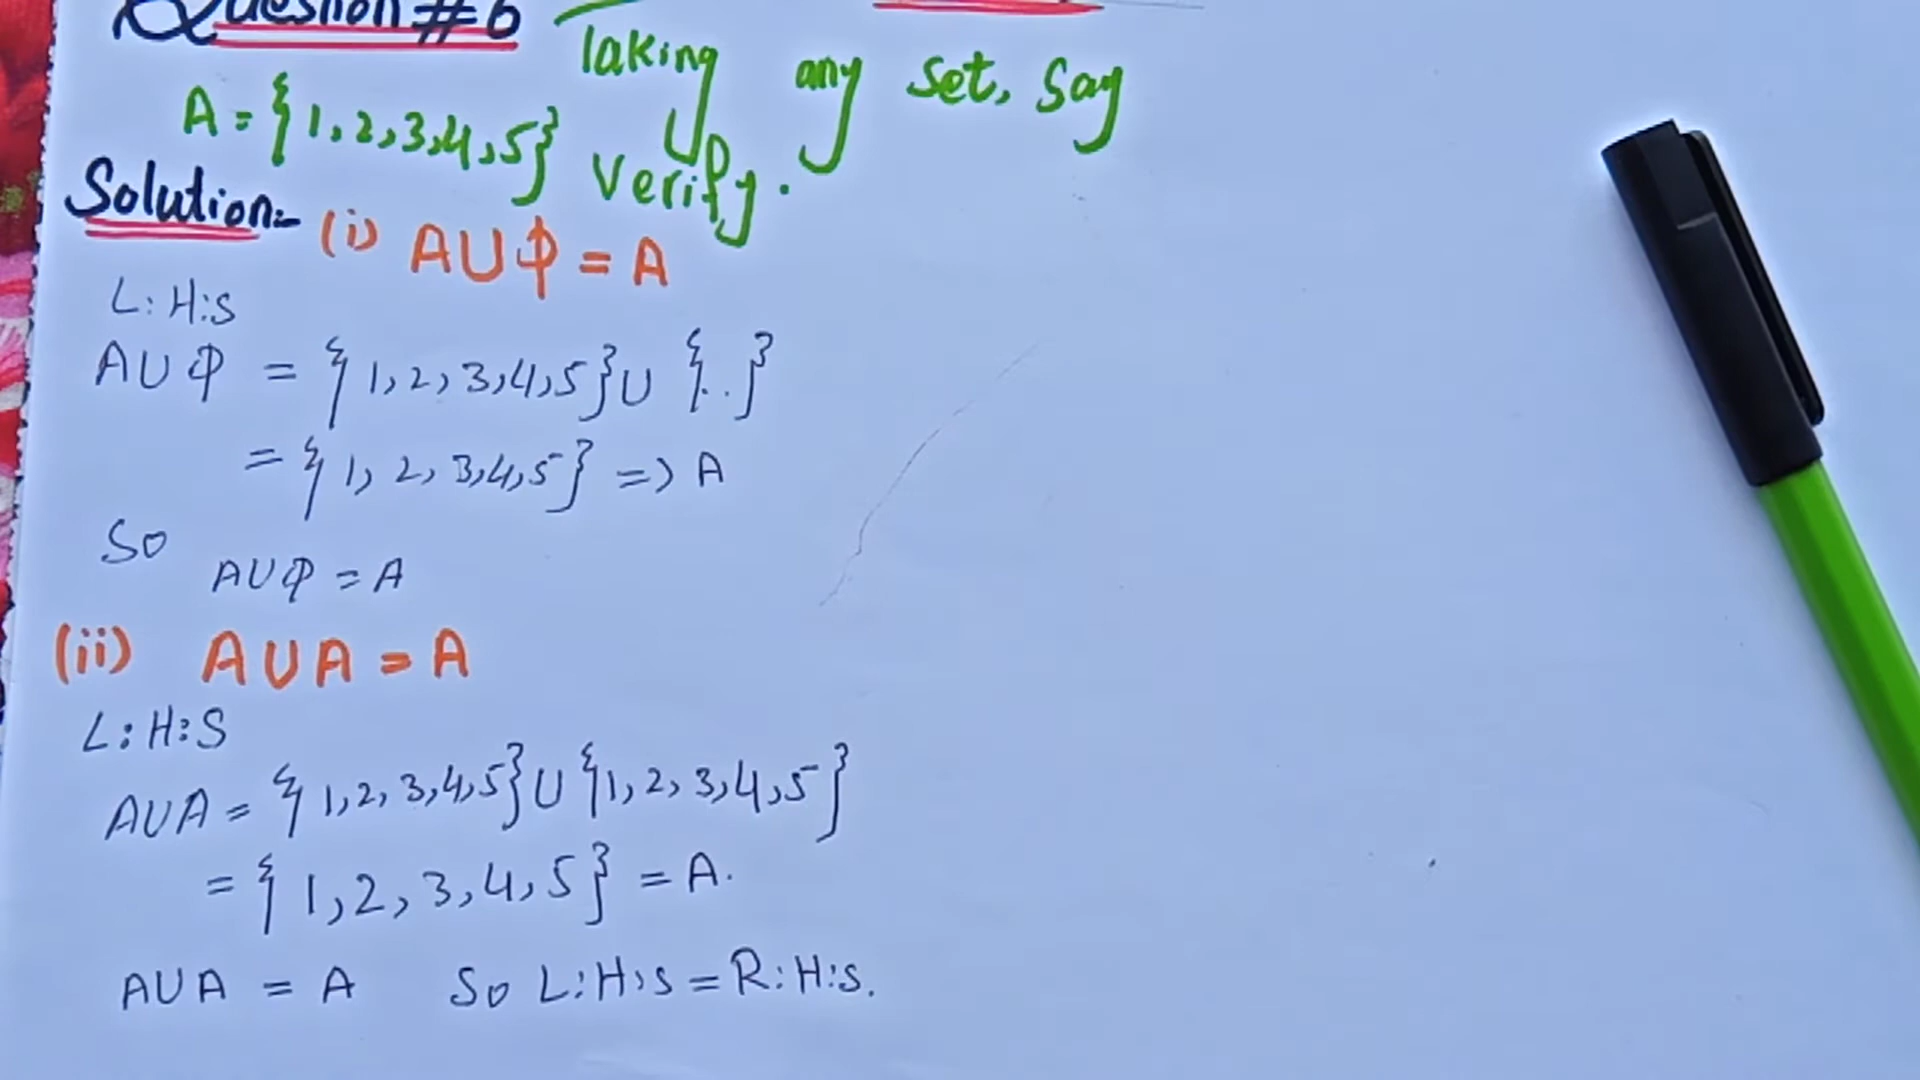 Question #6
Taking any set, say
A = {1, 2, 3, 4, 5} Verify.
Solution:- (i) A∪Φ = A
L:H:S
A∪Φ = {1, 2, 3, 4, 5} ∪ {..}
= {1, 2, 3, 4, 5} => A
So
A∪Φ = A
(ii) A∪A = A
L:H:S
A∪A = {1, 2, 3, 4, 5} ∪ {1, 2, 3, 4, 5}
= {1, 2, 3, 4, 5} = A.
A∪A = A So L:H:S = R:H:S.